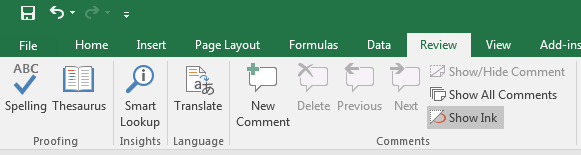 File Home Insert Page Layout Formulas Data Review View Add-ins
ABC
Spelling Thesaurus
Smart Lookup
Translate
New Comment
Delete Previous Next
Show/Hide Comment
Show All Comments
Show Ink
Proofing Insights Language Comments